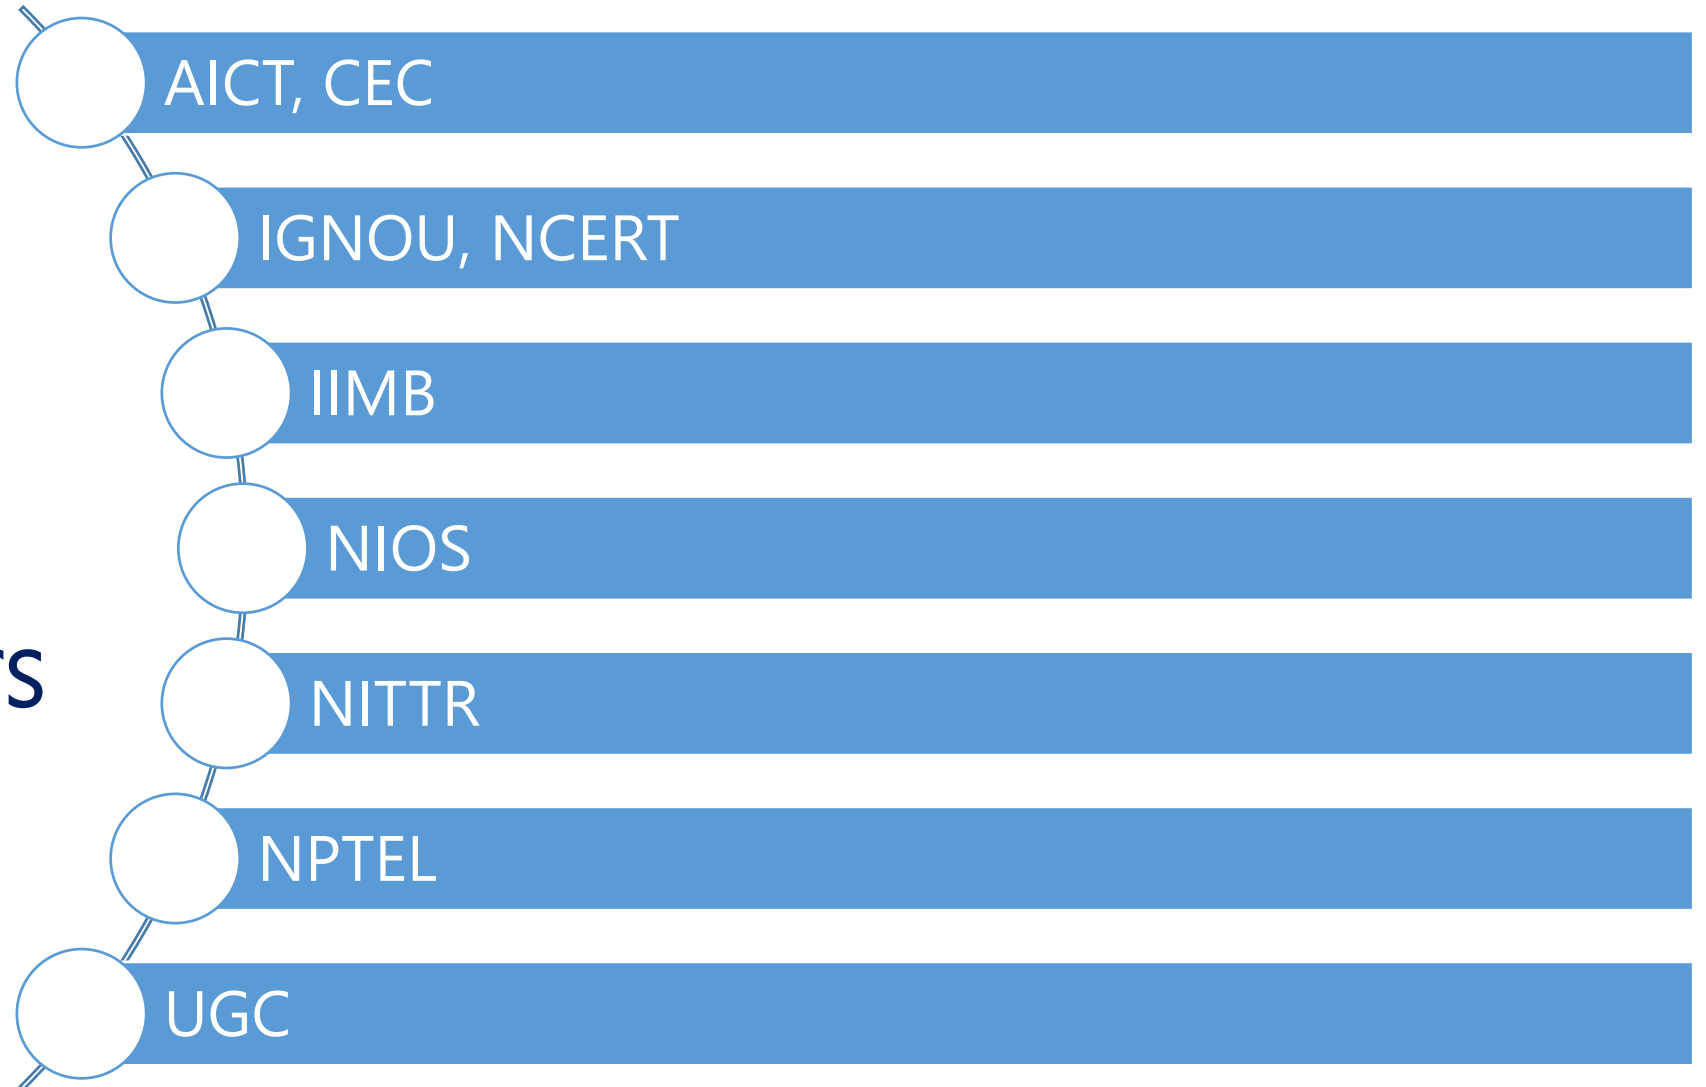 AICT, CEC
IGNOU, NCERT
IIMB
NIOS
NITTR
NPTEL
UGC